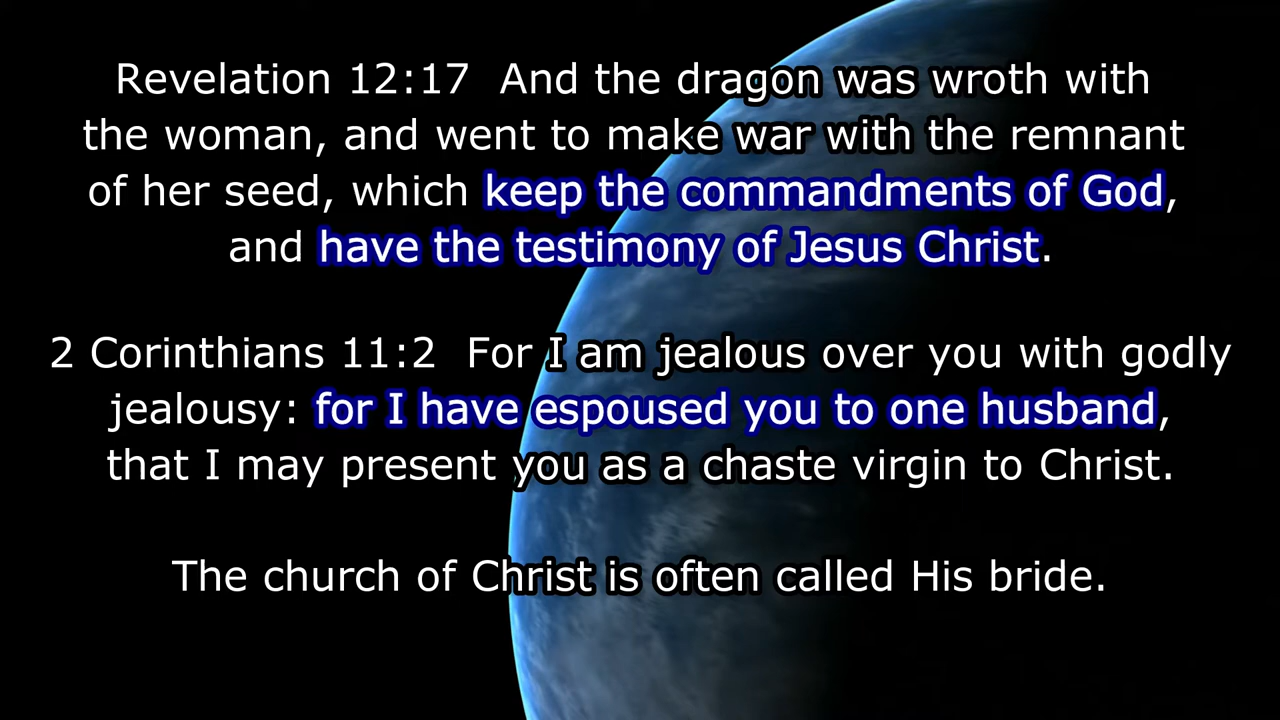 Revelation 12:17  And the dragon was wroth with
the woman, and went to make war with the remnant
of her seed, which keep the commandments of God,
and have the testimony of Jesus Christ.
2 Corinthians 11:2  For I am jealous over you with godly
jealousy: for I have espoused you to one husband,
that I may present you as a chaste virgin to Christ.
The church of Christ is often called His bride.